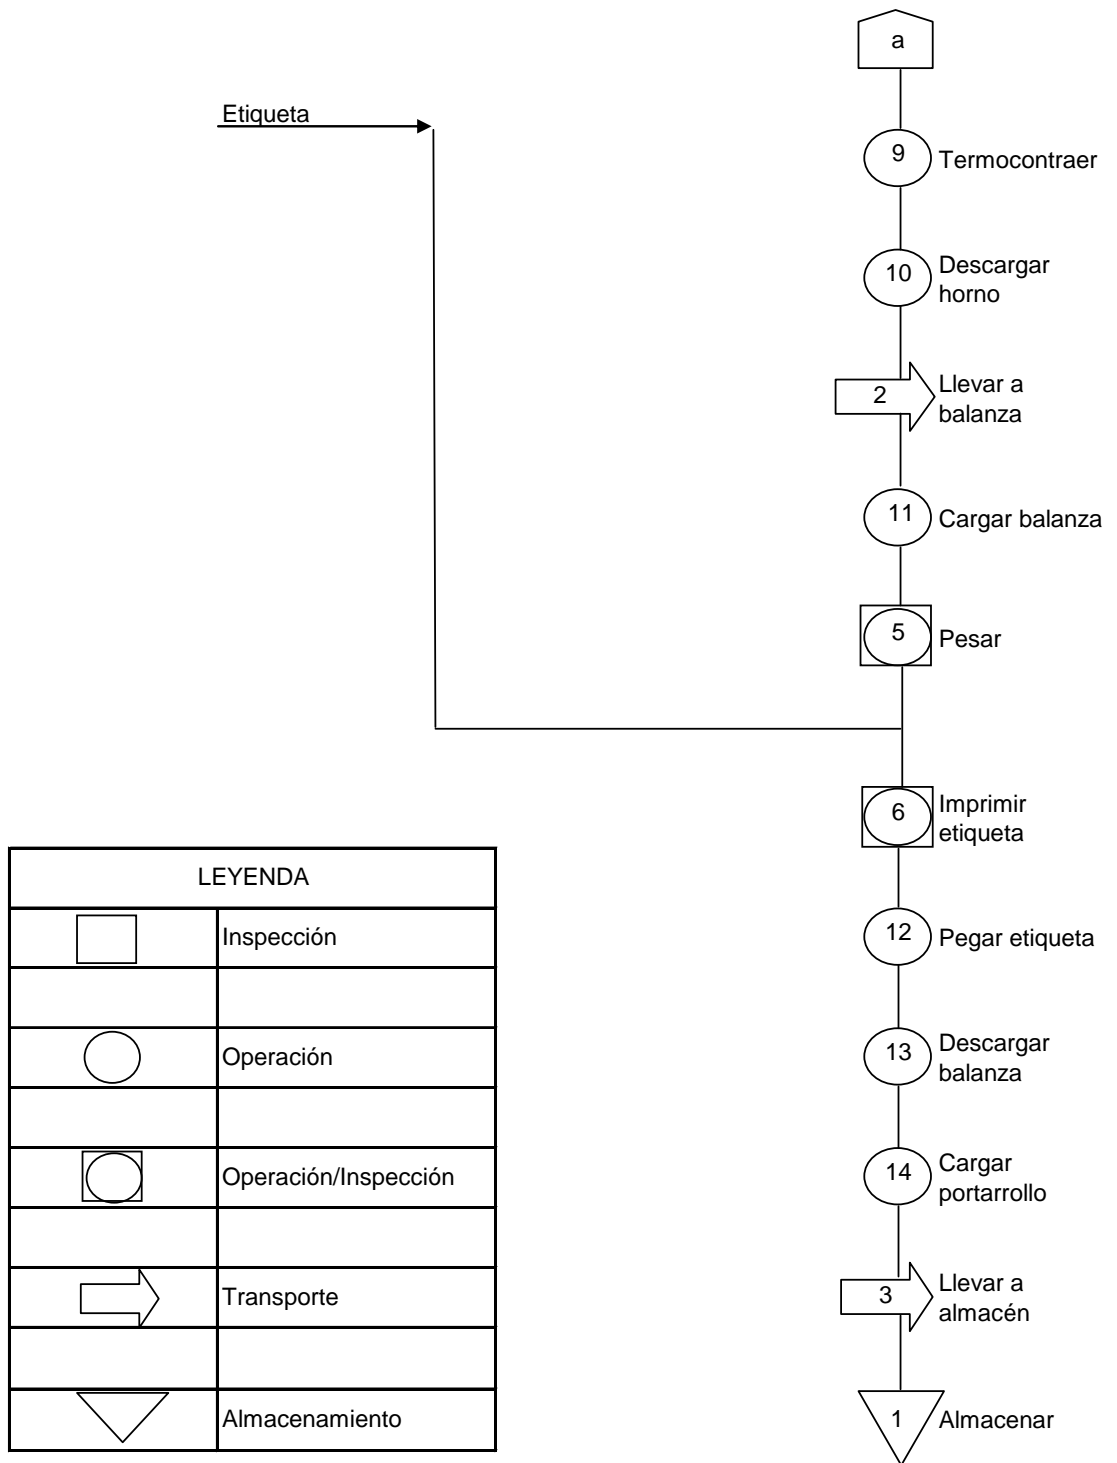 a
Etiqueta
9
Termocontraer
10
Descargar
horno
2
Llevar a
balanza
11
Cargar balanza
5
Pesar
6
Imprimir
etiqueta
12
Pegar etiqueta
13
Descargar
balanza
14
Cargar
portarrollo
3
Llevar a
almacén
1
Almacenar
LEYENDA
Inspección
Operación
Operación/Inspección
Transporte
Almacenamiento